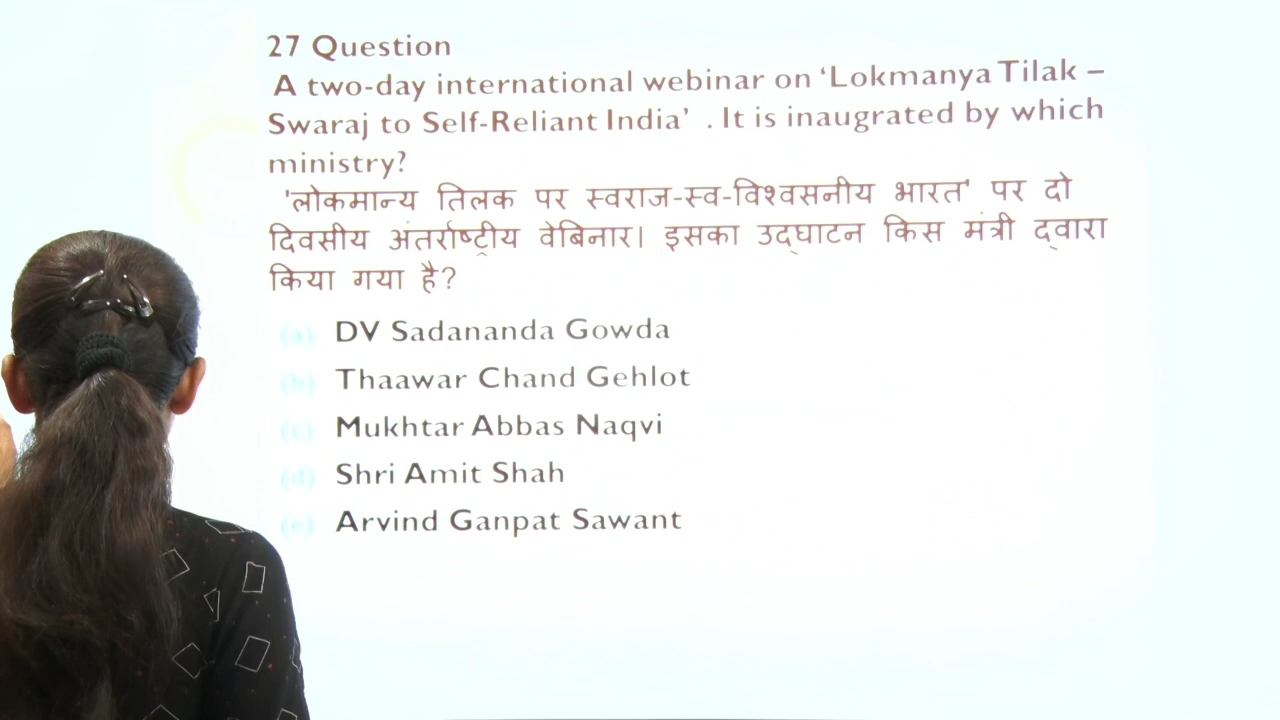 27 Question
A two-day international webinar on ‘Lokmanya Tilak –
Swaraj to Self-Reliant India’ . It is inaugrated by which
ministry?
'लोकमान्य तिलक पर स्वराज-स्व-विश्वसनीय भारत' पर दो
दिवसीय अंतर्राष्ट्रीय वेबिनार। इसका उद्घाटन किस मंत्री द्वारा
किया गया है?
(a) DV Sadananda Gowda
(b) Thaawar Chand Gehlot
(c) Mukhtar Abbas Naqvi
(d) Shri Amit Shah
(e) Arvind Ganpat Sawant